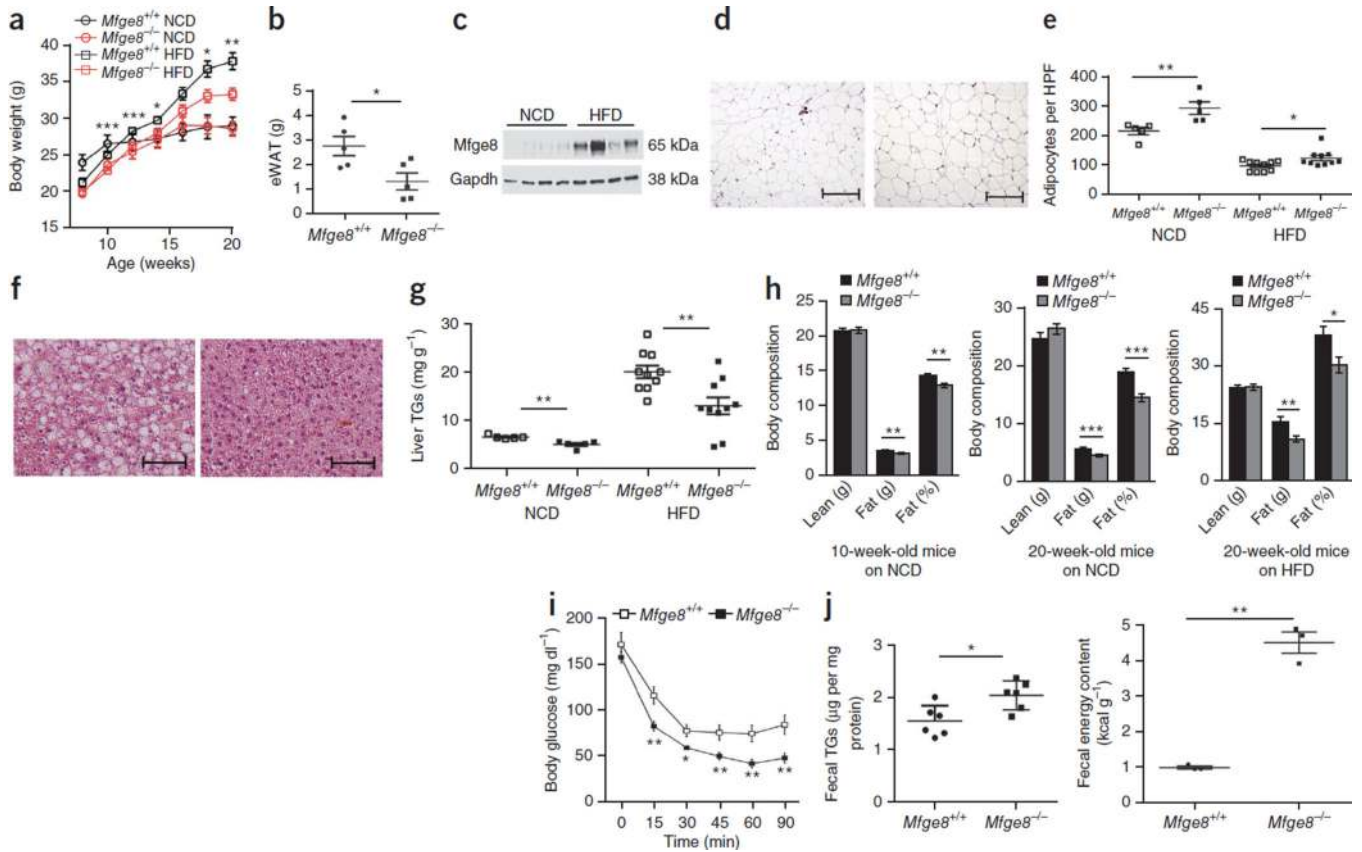 a
Mfge8+/+ NCD
Mfge8−/− NCD
Mfge8+/+ HFD
Mfge8−/− HFD
*
**
***
***
*
40
35
30
25
20
15
Body weight (g)
10
15
20
Age (weeks)
b
*
5
4
3
2
1
0
eWAT (g)
Mfge8+/+
Mfge8−/−
c
NCD
HFD
Mfge8
65 kDa
Gapdh
38 kDa
d
e
400
300
200
100
0
Adipocytes per HPF
**
*
Mfge8+/+
Mfge8−/−
Mfge8+/+
Mfge8−/−
NCD
HFD
f
g
30
20
10
0
Liver TGs (mg g−1)
**
**
Mfge8+/+
Mfge8−/−
Mfge8+/+
Mfge8−/−
NCD
HFD
h
Mfge8+/+
Mfge8−/−
25
20
15
10
5
0
Body composition
**
**
Lean (g)
Fat (g)
Fat (%)
10-week-old mice
on NCD
Mfge8+/+
Mfge8−/−
30
20
10
0
Body composition
***
***
Lean (g)
Fat (g)
Fat (%)
20-week-old mice
on NCD
Mfge8+/+
Mfge8−/−
45
30
15
0
Body composition
**
*
Lean (g)
Fat (g)
Fat (%)
20-week-old mice
on HFD
i
Mfge8+/+
Mfge8−/−
200
150
100
50
0
Body glucose (mg dl−1)
**
*
**
**
**
0
15
30
45
60
90
Time (min)
j
3
2
1
0
Fecal TGs (μg per mg
protein)
*
Mfge8+/+
Mfge8−/−
5
4
3
2
1
0
Fecal energy content
(kcal g−1)
**
Mfge8+/+
Mfge8−/−